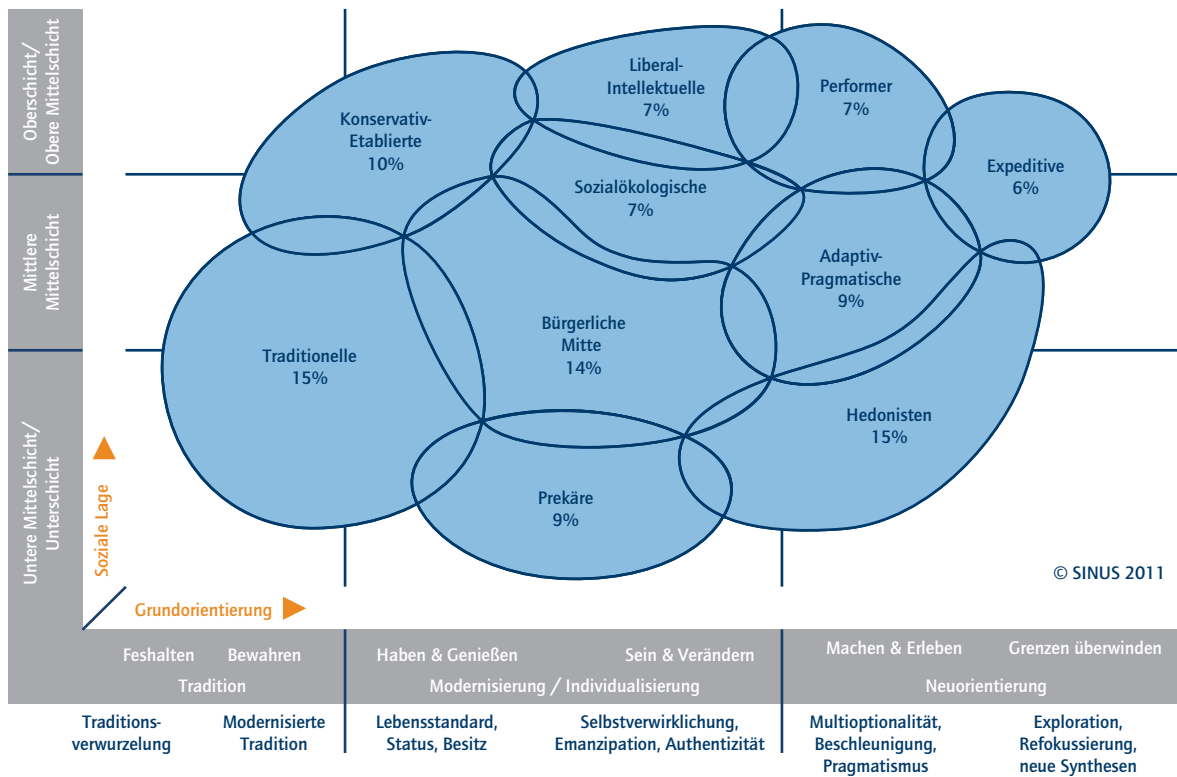 Oberschicht/
Obere Mittelschicht
Mittlere
Mittelschicht
Untere Mittelschicht/
Unterschicht
Soziale Lage
Konservativ-
Etablierte
10%
Liberal-
Intellektuelle
7%
Performer
7%
Expeditive
6%
Sozialökologische
7%
Adaptiv-
Pragmatische
9%
Bürgerliche
Mitte
14%
Traditionelle
15%
Hedonisten
15%
Prekäre
9%
© SINUS 2011
Grundorientierung
Feshalten
Bewahren
Haben & Genießen
Sein & Verändern
Machen & Erleben
Grenzen überwinden
Tradition
Modernisierung / Individualisierung
Neuorientierung
Traditions-
verwurzelung
Modernisierte
Tradition
Lebensstandard,
Status, Besitz
Selbstverwirklichung,
Emanzipation, Authentizität
Multioptionalität,
Beschleunigung,
Pragmatismus
Exploration,
Refokussierung,
neue Synthesen